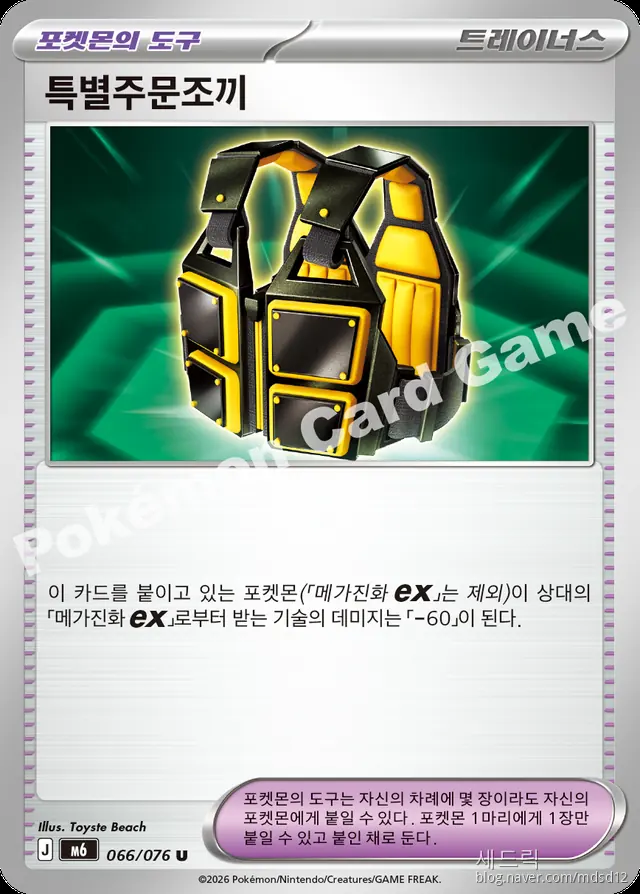 포켓몬의 도구
트레이너스
특별주문조끼
Pokémon Card Game
이 카드를 붙이고 있는 포켓몬(「메가진화 ex」는 제외)이 상대의
「메가진화 ex」로부터 받는 기술의 데미지는 「-60」이 된다.
포켓몬의 도구는 자신의 차례에 몇 장이라도 자신의
포켓몬에게 붙일 수 있다. 포켓몬 1마리에게 1장만
붙일 수 있고 붙인 채로 둔다.
Illus. Toyste Beach
J M6 066/076 U
©2026 Pokémon/Nintendo/Creatures/GAME FREAK.
세드릭
blog.naver.com/mdsd12